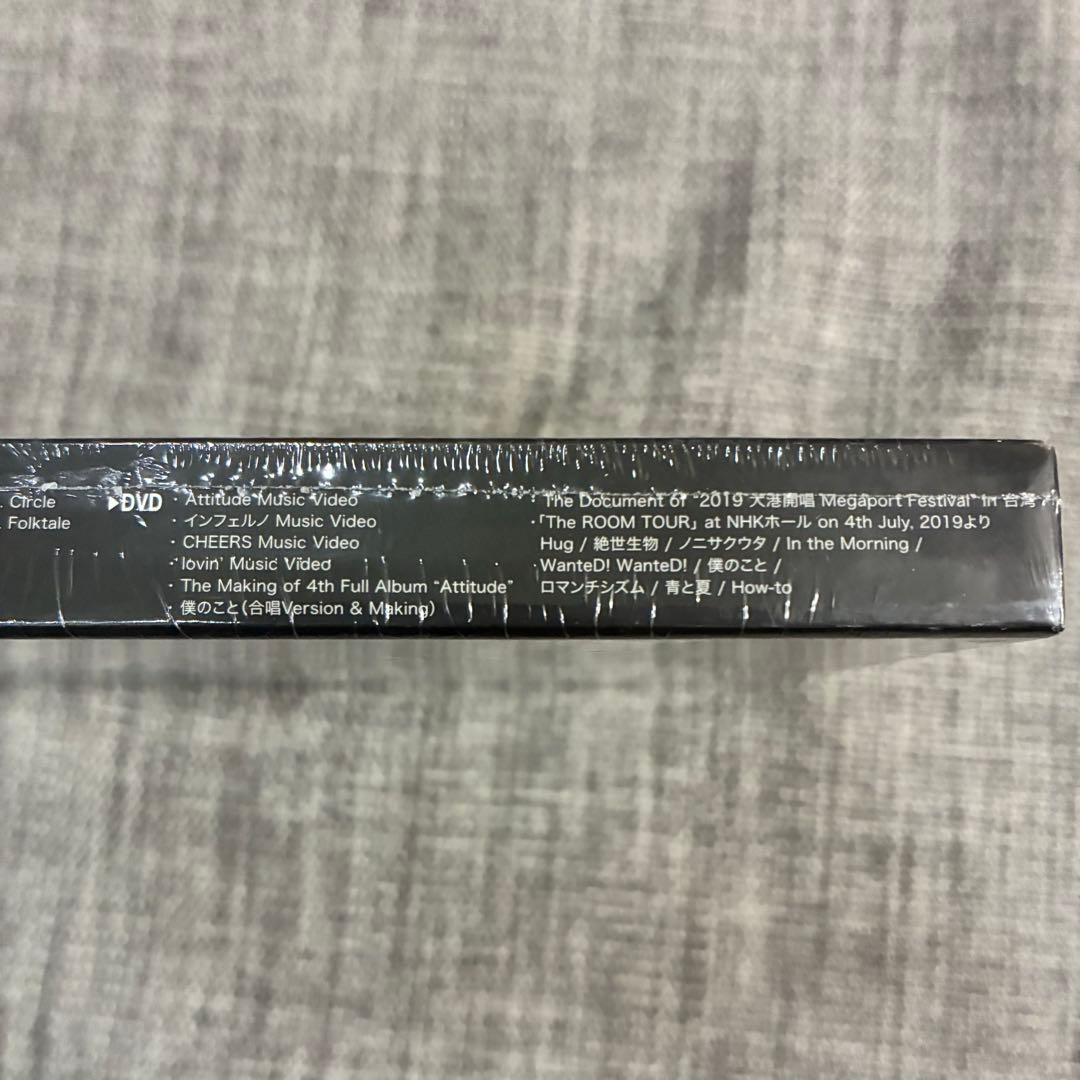 . Circle
. Folktale
▶DVD
・Attitude Music Video
・インフェルノ Music Video
・CHEERS Music Video
・lovin' Music Video
・The Making of 4th Full Album “Attitude”
・僕のこと(合唱Version & Making)
The Document of “2019 大港開唱 Megaport Festival” in 台湾
・「The ROOM TOUR」 at NHKホール on 4th July, 2019より
Hug / 絶世生物 / ノニサクウタ / In the Morning /
WanteD! WanteD! / 僕のこと /
ロマンチシズム / 青と夏 / How-to